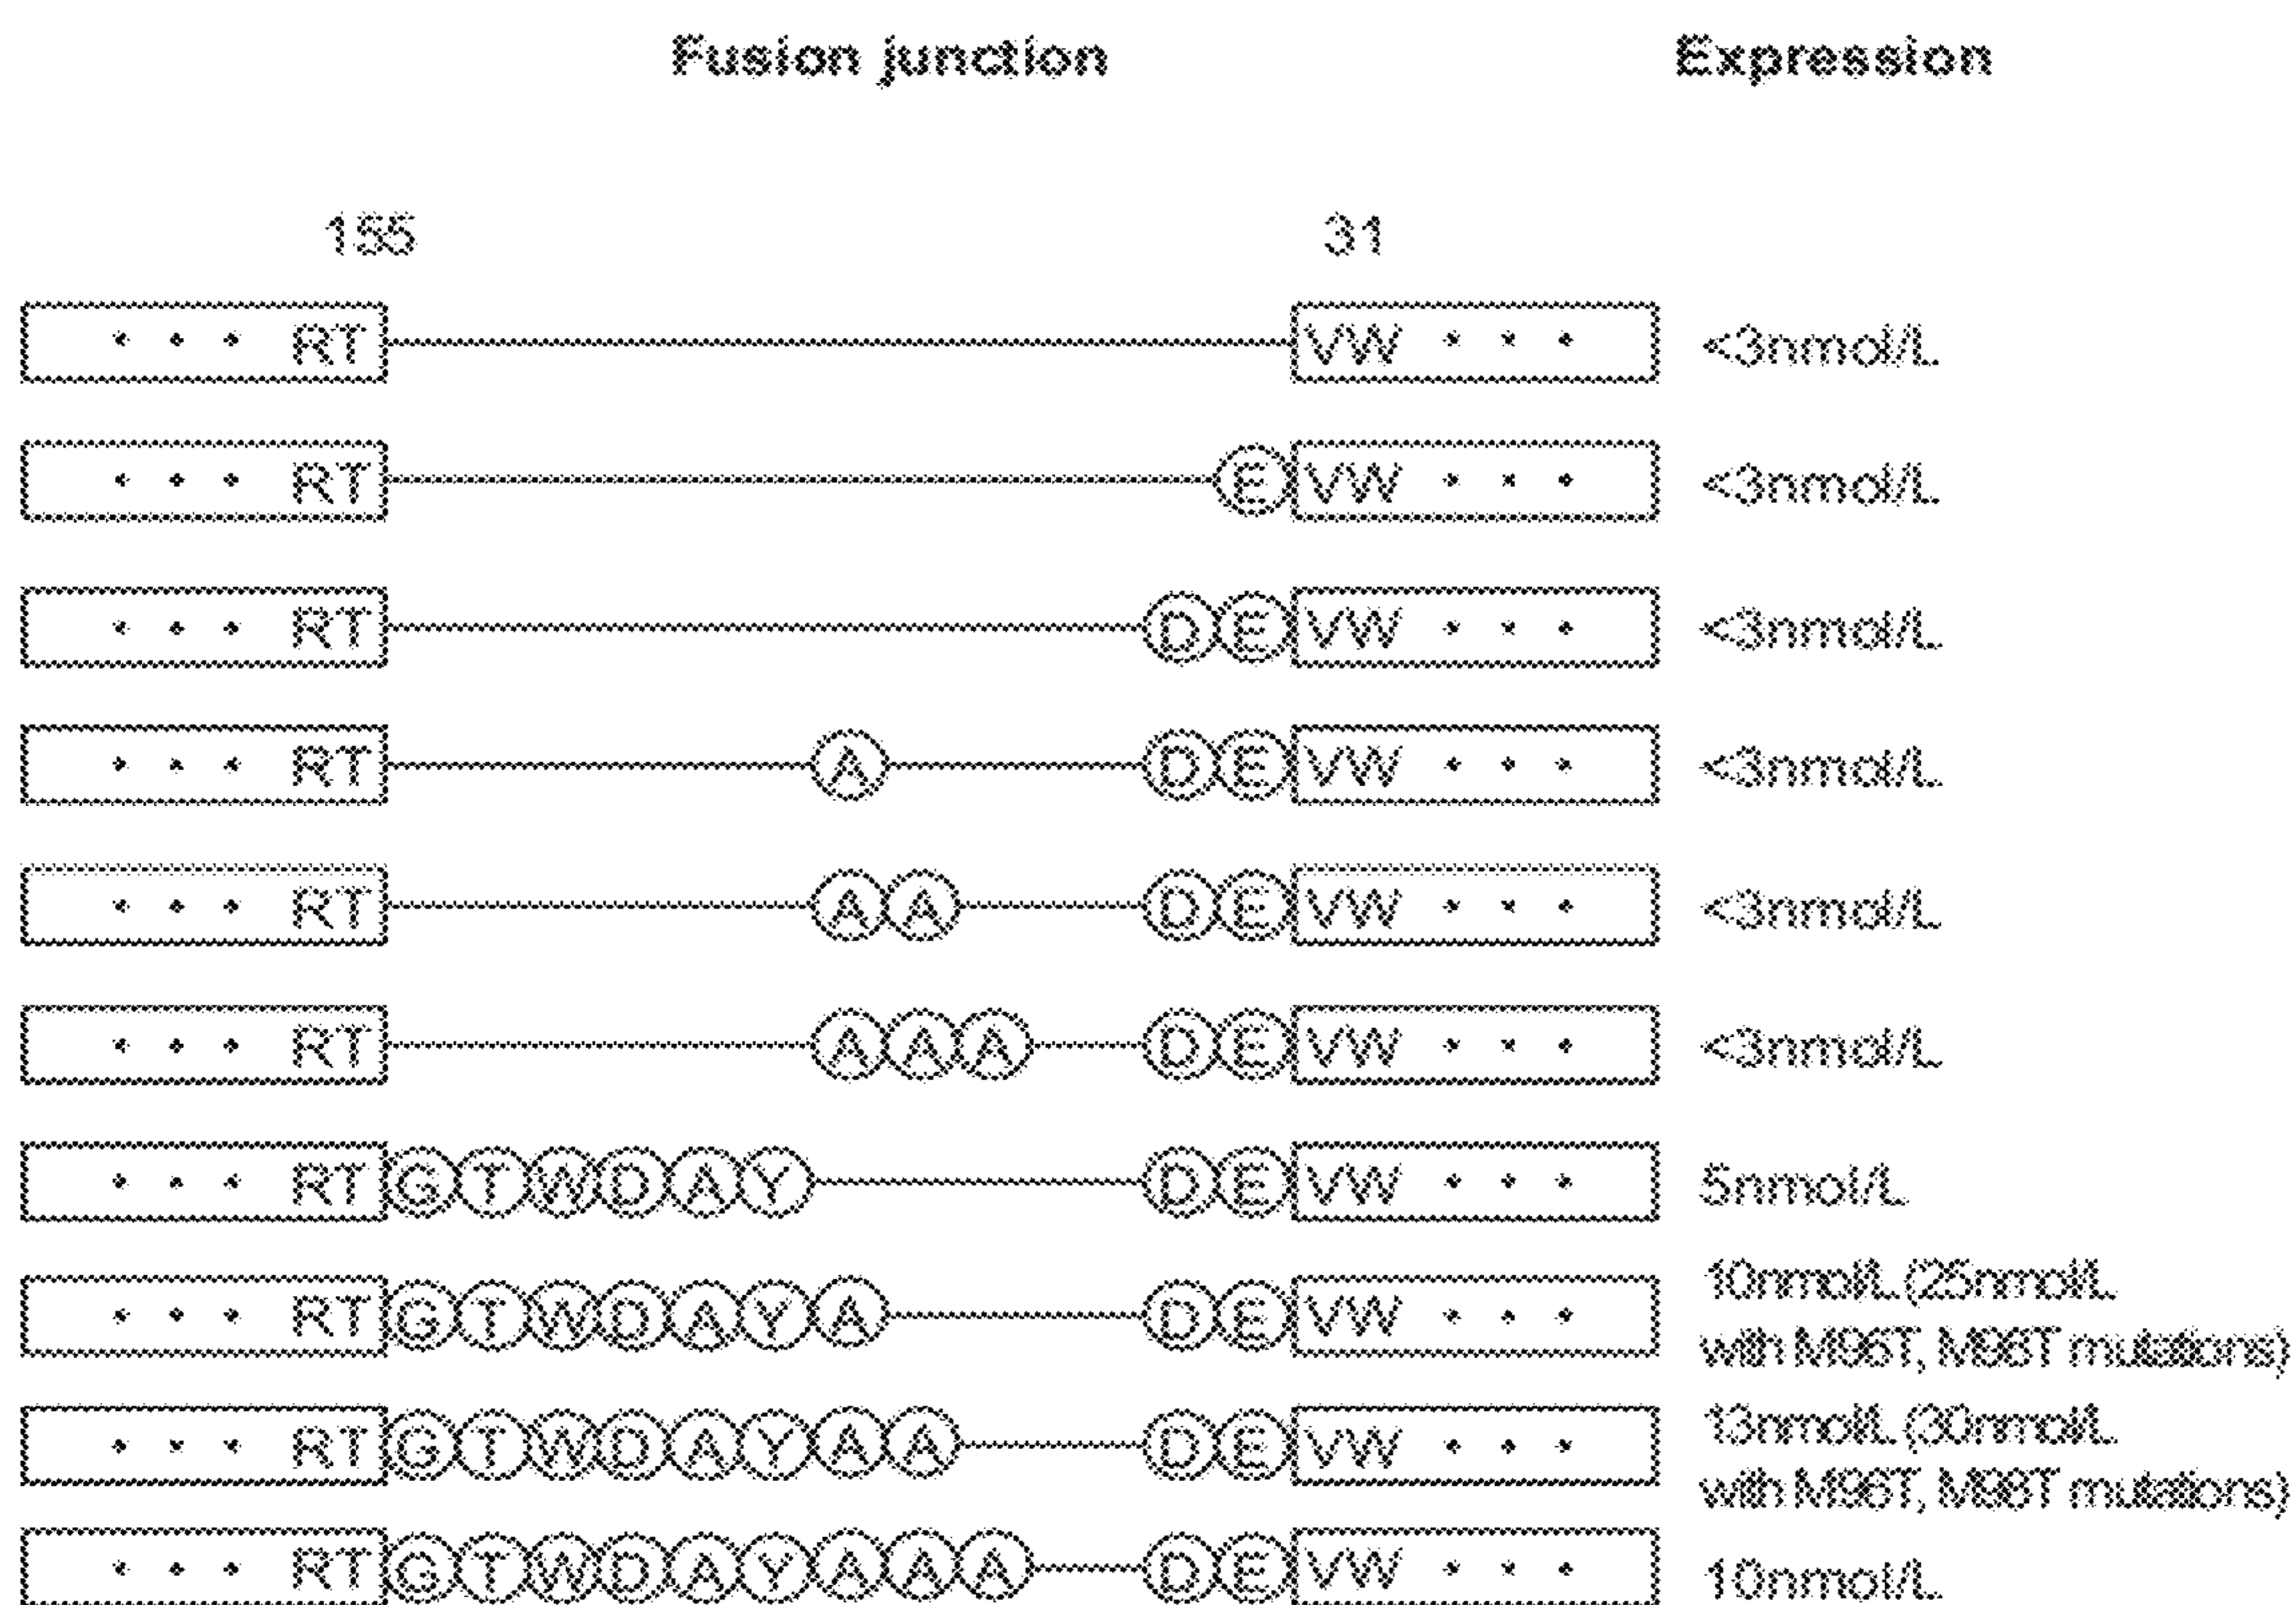 Fusion junction Expression
155 31
· · · RT VW · · · <3nmol/L
· · · RT E VW · · · <3nmol/L
· · · RT D E VW · · · <3nmol/L
· · · RT A D E VW · · · <3nmol/L
· · · RT A A D E VW · · · <3nmol/L
· · · RT A A A D E VW · · · <3nmol/L
· · · RT G T W D A Y D E VW · · · 5nmol/L
· · · RT G T W D A Y A D E VW · · · 10nmol/L (25nmol/L
with M96T, M98T mutations)
· · · RT G T W D A Y A A D E VW · · · 13nmol/L (30nmol/L
with M96T, M98T mutations)
· · · RT G T W D A Y A A A D E VW · · · 10nmol/L